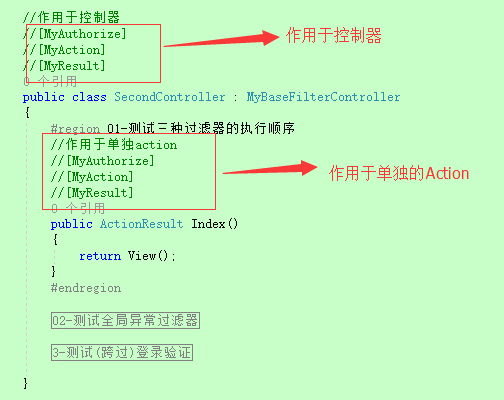 //作用于控制器
//[MyAuthorize]
作用于控制器
//[MyAction]
//[MyResult]
0 个引用
public class SecondController : MyBaseFilterController
{
#region 01-测试三种过滤器的执行顺序
//作用于单独action
//[MyAuthorize]
//[MyAction]
作用于单独的Action
//[MyResult]
0 个引用
public ActionResult Index()
{
return View();
}
#endregion
02-测试全局异常过滤器
3-测试(跨过)登录验证
}